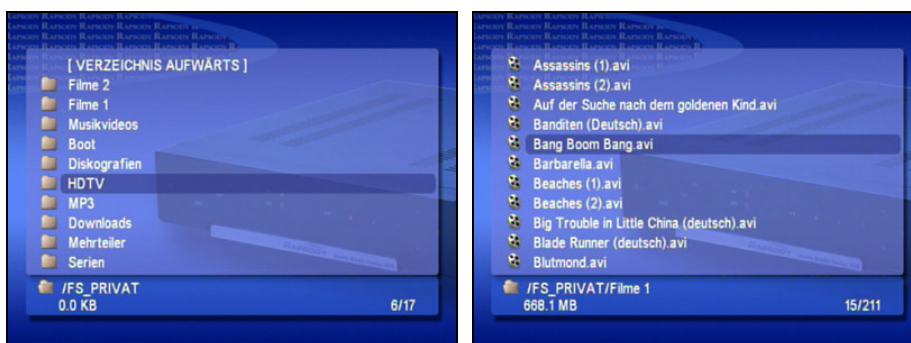 [ VERZEICHNIS AUFWÄRTS ]
Filme 2
Filme 1
Musikvideos
Boot
Diskografien
HDTV
MP3
Downloads
Mehrteiler
Serien
/FS_PRIVAT
0.0 KB 6/17
Assassins (1).avi
Assassins (2).avi
Auf der Suche nach dem goldenen Kind.avi
Banditen (Deutsch).avi
Bang Boom Bang.avi
Barbarella.avi
Beaches (1).avi
Beaches (2).avi
Big Trouble in Little China (deutsch).avi
Blade Runner (deutsch).avi
Blutmond.avi
/FS_PRIVAT/Filme 1
668.1 MB 15/211